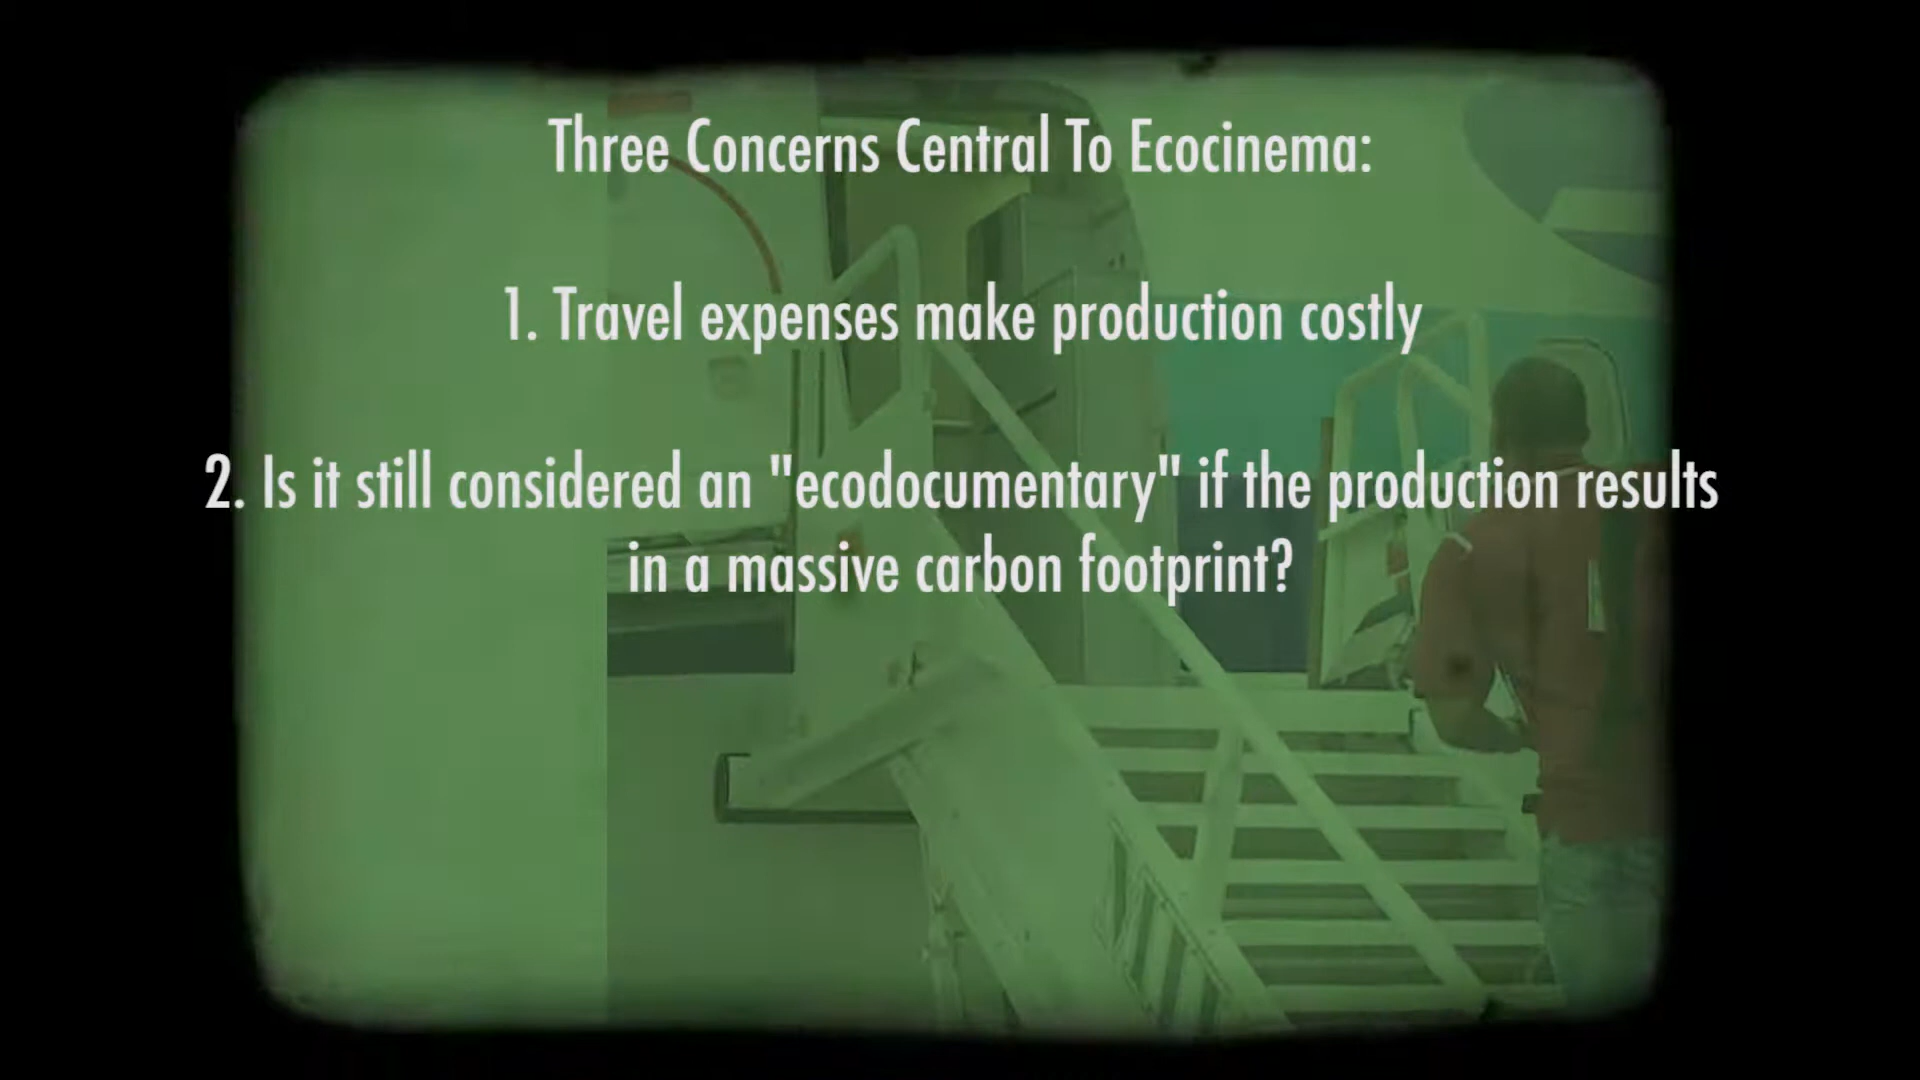 Three Concerns Central To Ecocinema:
1. Travel expenses make production costly
2. Is it still considered an "ecodocumentary" if the production results
in a massive carbon footprint?